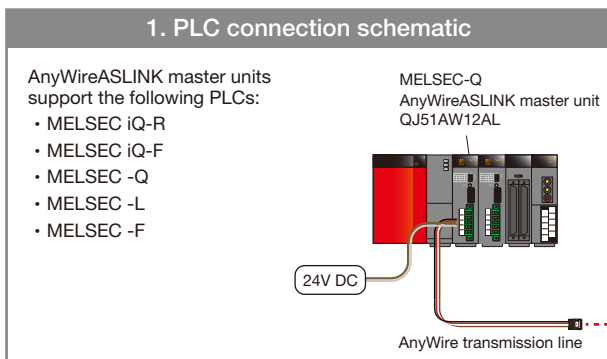 1. PLC connection schematic
AnyWireASLINK master units
support the following PLCs:
・MELSEC iQ-R
・MELSEC iQ-F
・MELSEC -Q
・MELSEC -L
・MELSEC -F
MELSEC-Q
AnyWireASLINK master unit
QJ51AW12AL
24V DC
AnyWire transmission line